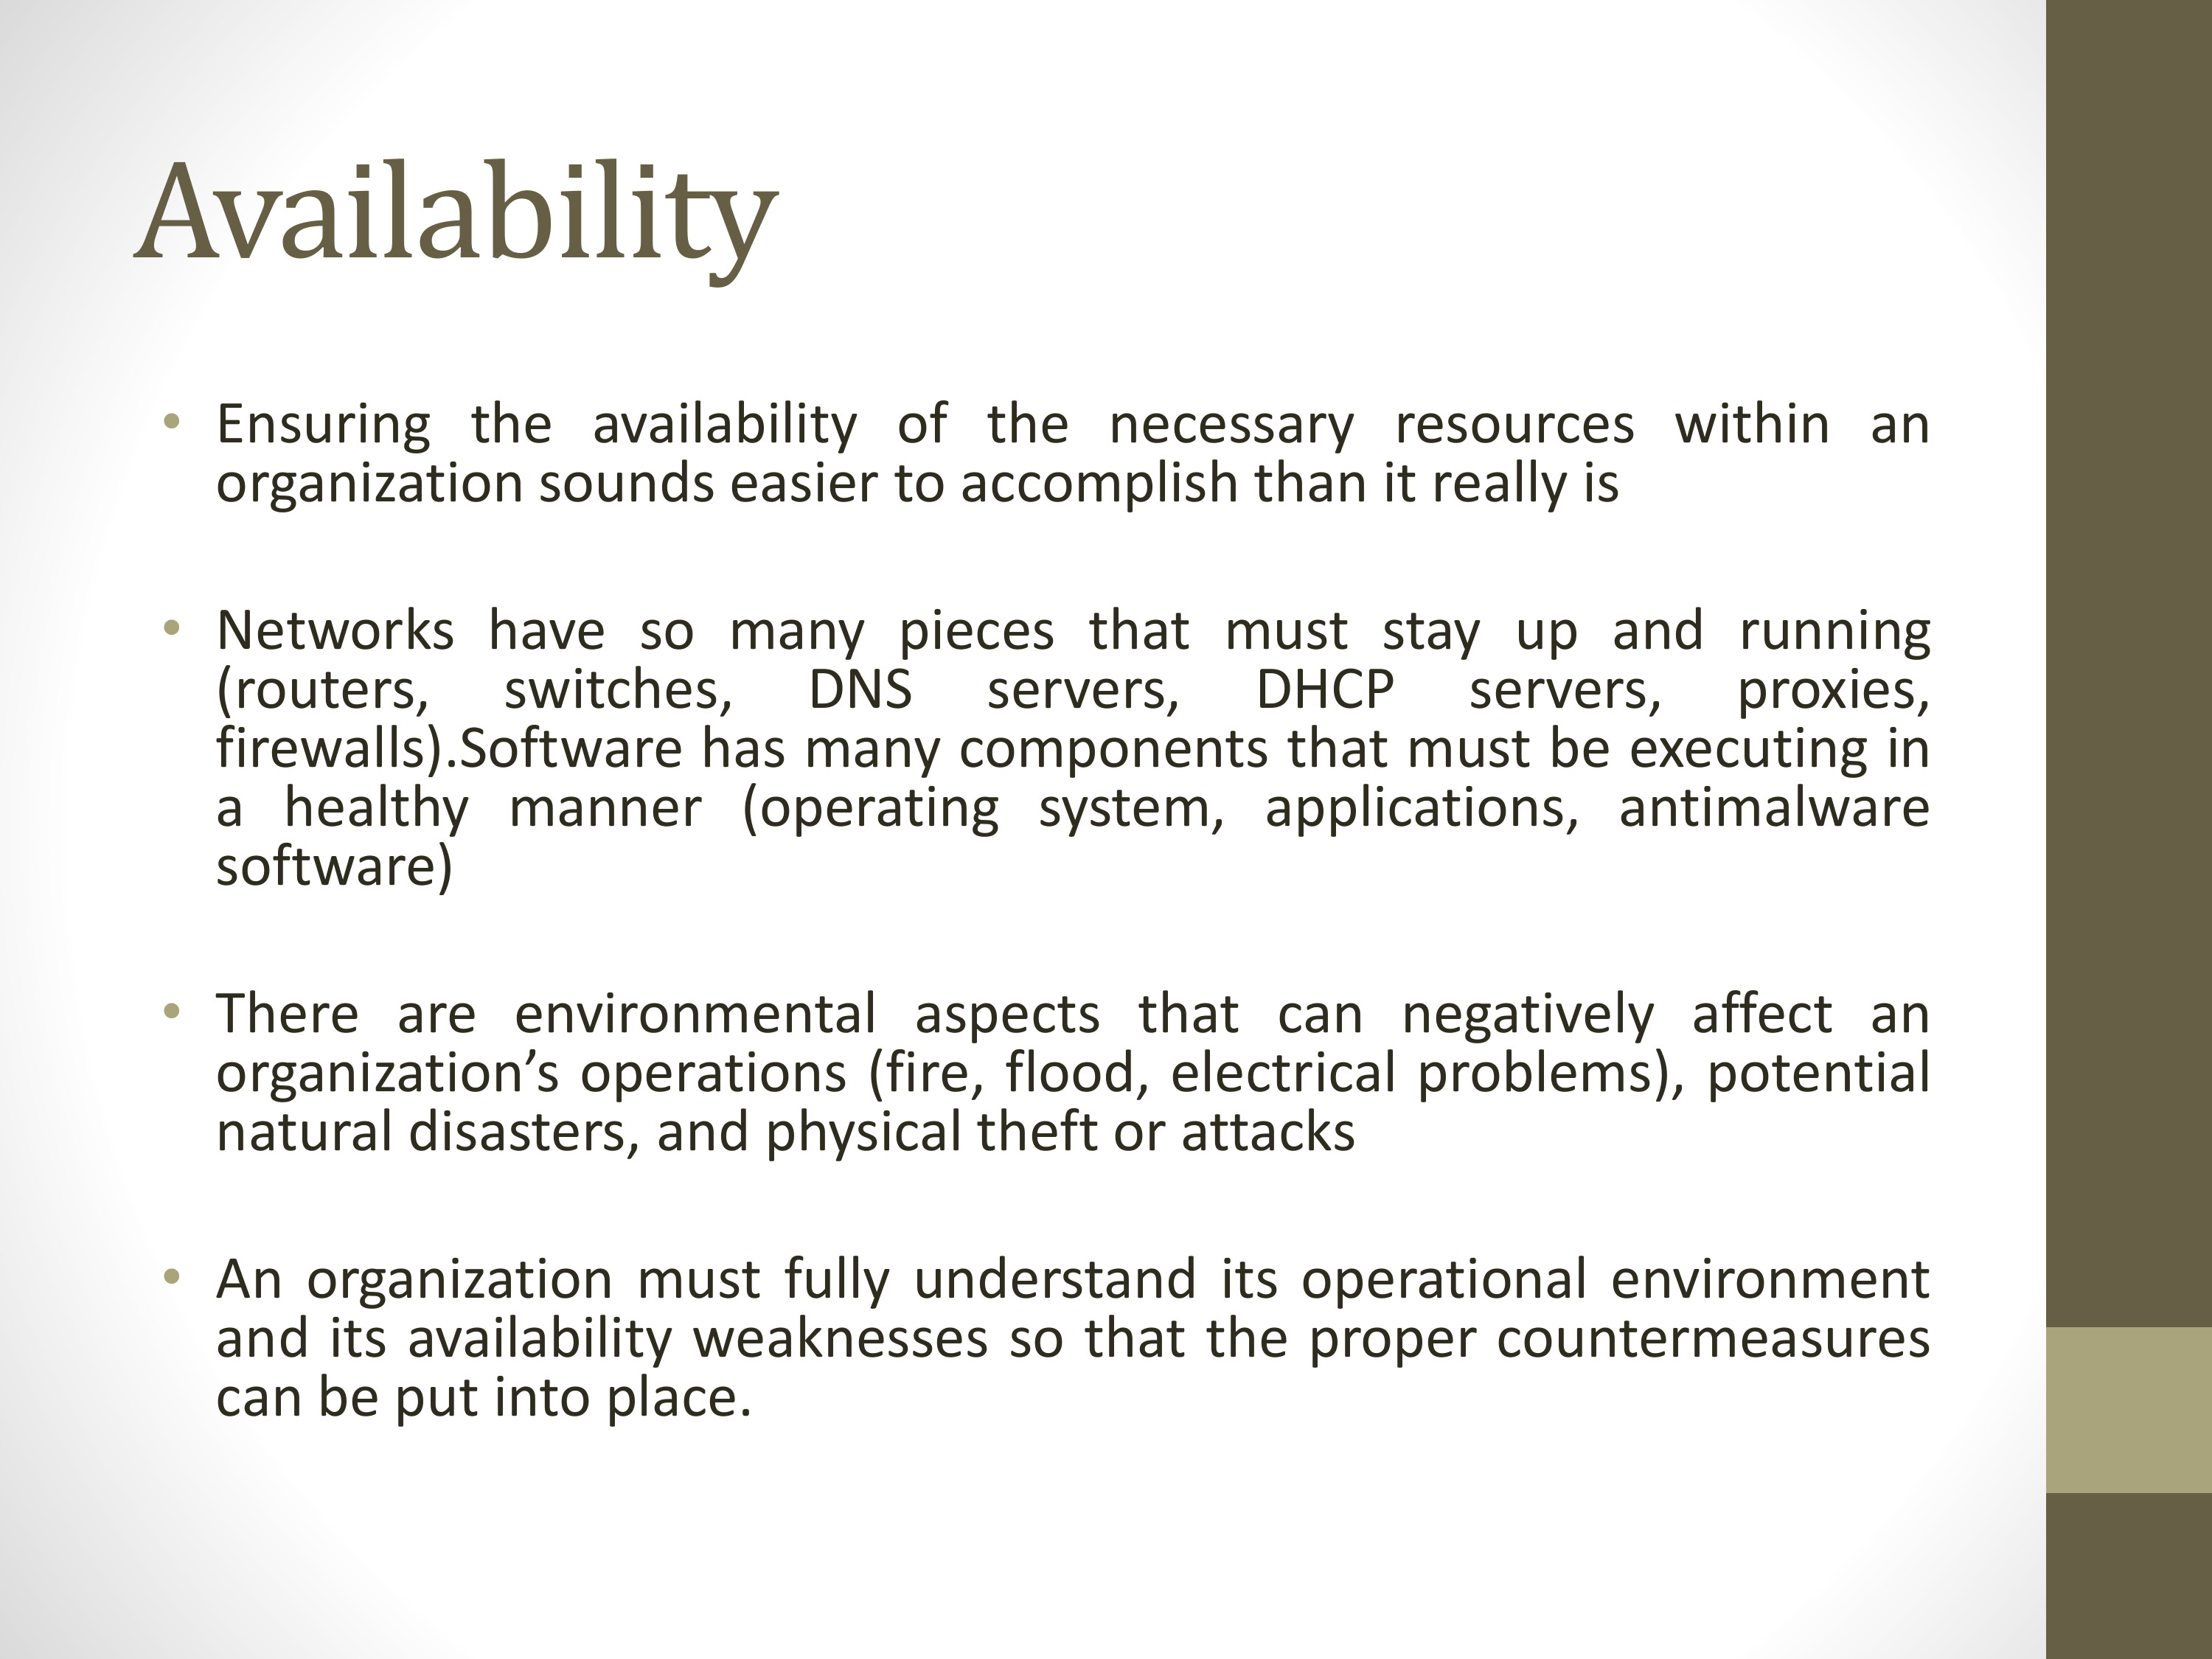 Availability
• Ensuring the availability of the necessary resources within an
organization sounds easier to accomplish than it really is
• Networks have so many pieces that must stay up and running
(routers, switches, DNS servers, DHCP servers, proxies,
firewalls).Software has many components that must be executing in
a healthy manner (operating system, applications, antimalware
software)
• There are environmental aspects that can negatively affect an
organization’s operations (fire, flood, electrical problems), potential
natural disasters, and physical theft or attacks
• An organization must fully understand its operational environment
and its availability weaknesses so that the proper countermeasures
can be put into place.